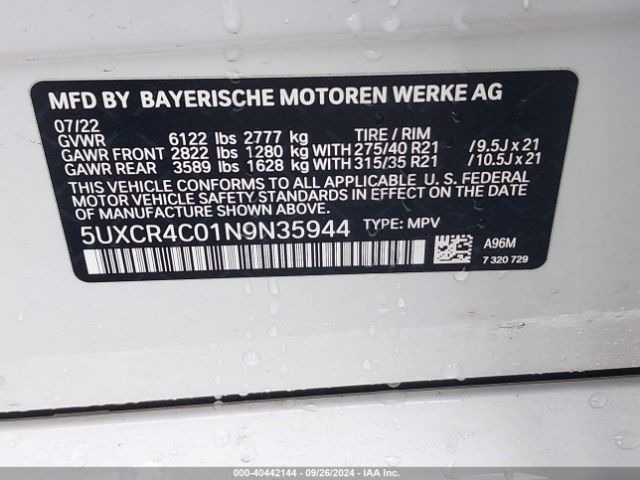 MFD BY BAYERISCHE MOTOREN WERKE AG
07/22
GVWR 6122 lbs 2777 kg TIRE / RIM
GAWR FRONT 2822 lbs 1280 kg WITH 275/40 R21 / 9.5J x 21
GAWR REAR 3589 lbs 1628 kg WITH 315/35 R21 / 10.5J x 21
THIS VEHICLE CONFORMS TO ALL APPLICABLE U. S. FEDERAL
MOTOR VEHICLE SAFETY STANDARDS IN EFFECT ON THE DATE
OF MANUFACTURE SHOWN ABOVE.
5UXCR4C01N9N35944 TYPE: MPV
A96M
7 320 729
000-40442144 - 09/26/2024 - IAA Inc.